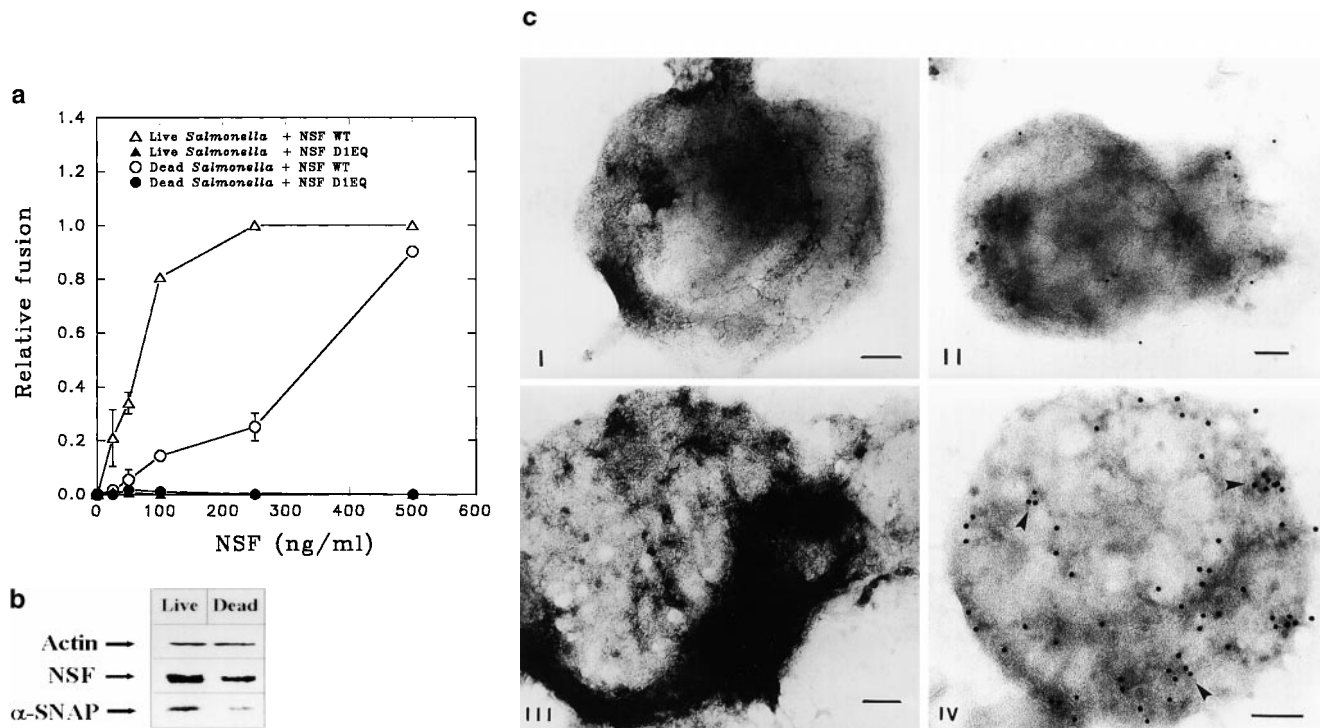 c
a
Relative fusion
1.4
1.2
1.0
0.8
0.6
0.4
0.2
0.0
△ Live Salmonella + NSF WT
▲ Live Salmonella + NSF D1EQ
○ Dead Salmonella + NSF WT
● Dead Salmonella + NSF D1EQ
0 100 200 300 400 500 600
NSF (ng/ml)
I
II
III
IV
b
Live Dead
Actin
NSF
α-SNAP